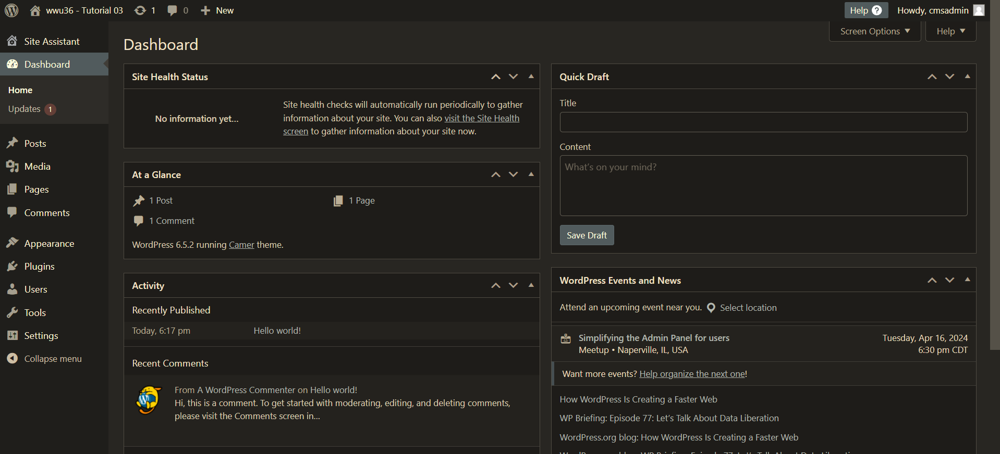 wwu36 - Tutorial 03
1
0
New
Help
Howdy, cmsadmin
Site Assistant
Dashboard
Home
Updates 1
Posts
Media
Pages
Comments
Appearance
Plugins
Users
Tools
Settings
Collapse menu
Screen Options
Help
Dashboard
Site Health Status
No information yet...
Site health checks will automatically run periodically to gather
information about your site. You can also visit the Site Health
screen to gather information about your site now.
At a Glance
1 Post
1 Page
1 Comment
WordPress 6.5.2 running Camer theme.
Activity
Recently Published
Today, 6:17 pm
Hello world!
Recent Comments
From A WordPress Commenter on Hello world!
Hi, this is a comment. To get started with moderating, editing, and deleting comments,
please visit the Comments screen in...
Quick Draft
Title
Content
What's on your mind?
Save Draft
WordPress Events and News
Attend an upcoming event near you.
Select location
Simplifying the Admin Panel for users
Meetup • Naperville, IL, USA
Tuesday, Apr 16, 2024
6:30 pm CDT
Want more events? Help organize the next one!
How WordPress Is Creating a Faster Web
WP Briefing: Episode 77: Let's Talk About Data Liberation
WordPress.org blog: How WordPress Is Creating a Faster Web